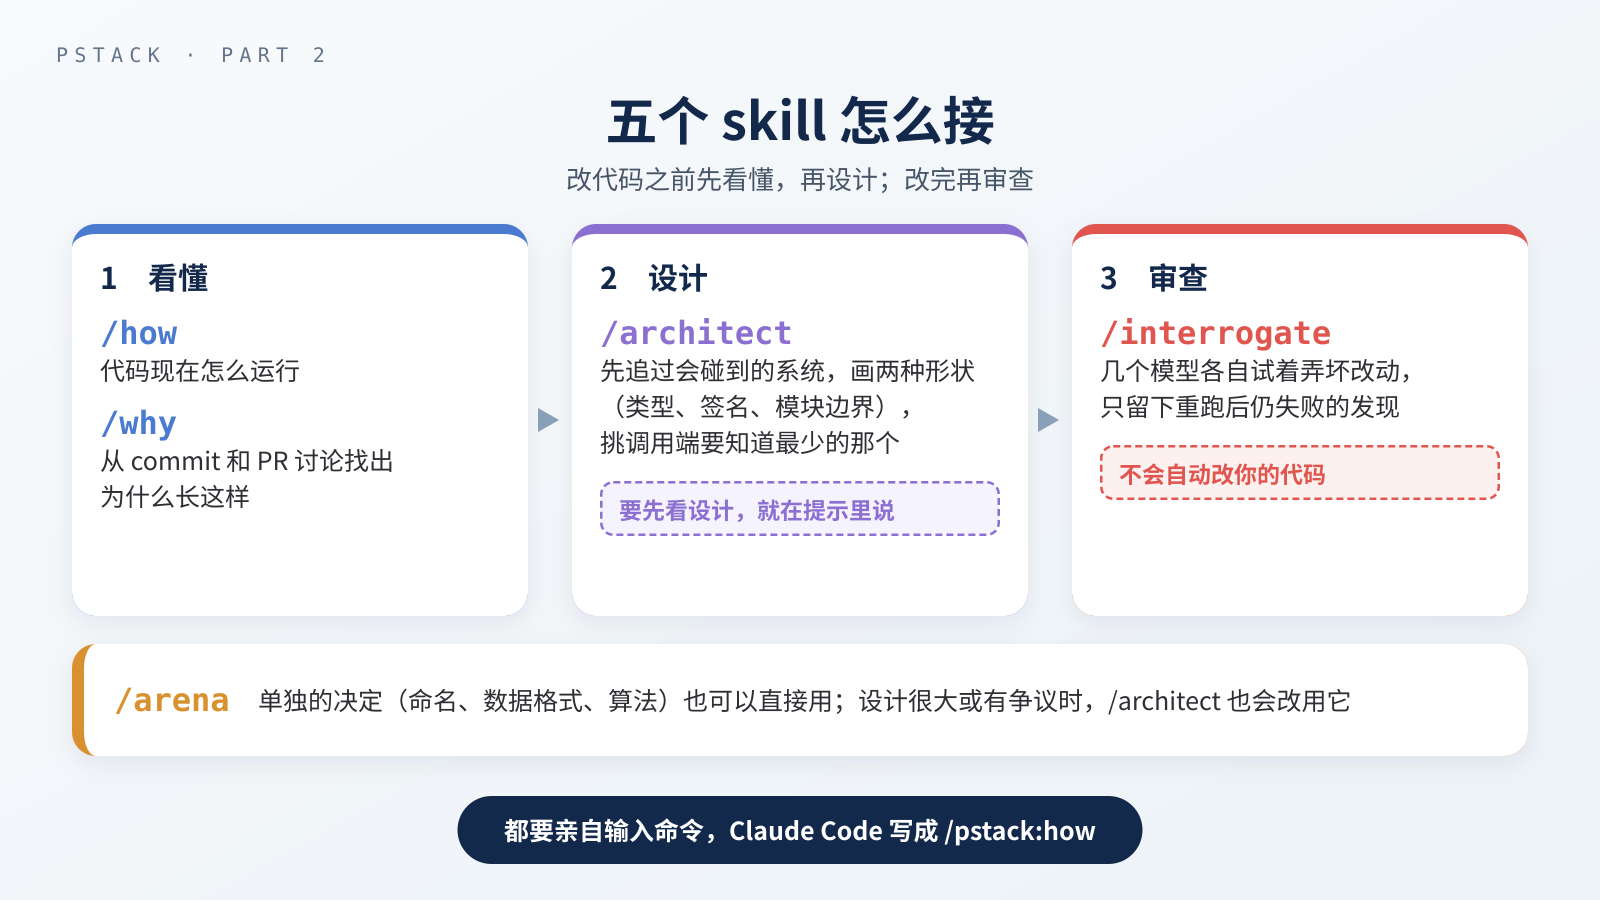 PSTACK · PART 2
五个 skill 怎么接
改代码之前先看懂，再设计；改完再审查
1 看懂
/how
代码现在怎么运行
/why
从 commit 和 PR 讨论找出
为什么长这样
2 设计
/architect
先追过会碰到的系统，画两种形状
（类型、签名、模块边界），
挑调用端要知道最少的那个
要先看设计，就在提示里说
3 审查
/interrogate
几个模型各自试着弄坏改动，
只留下重跑后仍失败的发现
不会自动改你的代码
/arena 单独的决定（命名、数据格式、算法）也可以直接用；设计很大或有争议时，/architect 也会改用它
都要亲自输入命令，Claude Code 写成 /pstack:how